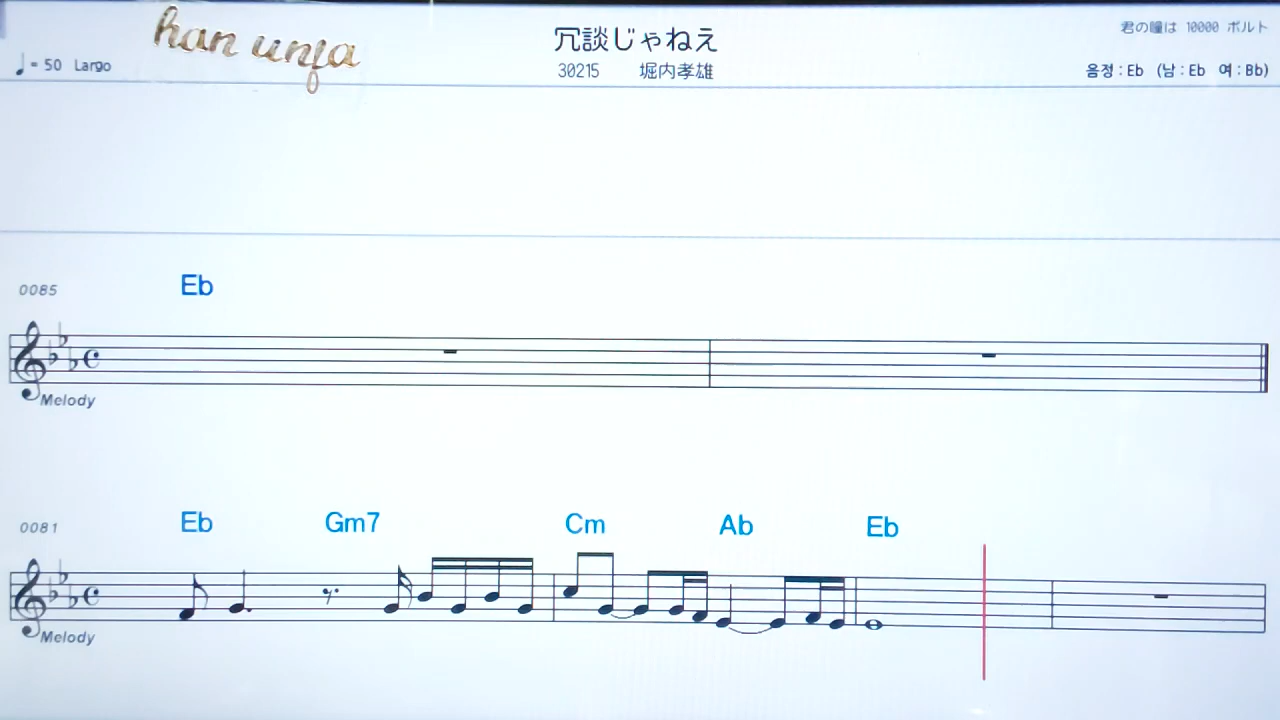 han unfa
冗談じゃねえ
君の瞳は 10000 ボルト
♩= 50 Largo
30215 堀内孝雄
음정 : Eb (남 : Eb 여 : Bb)
0085 Eb
Melody
0081 Eb Gm7 Cm Ab Eb
Melody